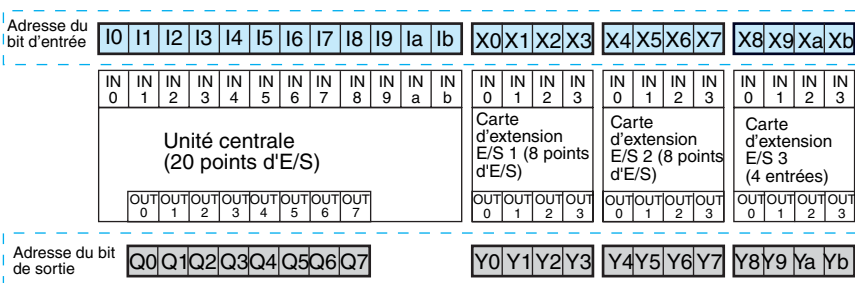 Adresse du
bit d'entrée
I0 I1 I2 I3 I4 I5 I6 I7 I8 I9 Ia Ib X0 X1 X2 X3 X4 X5 X6 X7 X8 X9 Xa Xb
IN IN IN IN IN IN IN IN IN IN IN IN IN IN IN IN IN IN IN IN IN IN IN IN
0 1 2 3 4 5 6 7 8 9 a b 0 1 2 3 0 1 2 3 0 1 2 3
Unité centrale
(20 points d'E/S)
Carte
d'extension
E/S 1 (8 points
d'E/S)
Carte
d'extension
E/S 2 (8 points
d'E/S)
Carte
d'extension
E/S 3
(4 entrées)
OUT OUT OUT OUT OUT OUT OUT OUT OUT OUT OUT OUT OUT OUT OUT OUT OUT OUT OUT OUT
0 1 2 3 4 5 6 7 0 1 2 3 0 1 2 3 0 1 2 3
Adresse du bit
de sortie
Q0 Q1 Q2 Q3 Q4 Q5 Q6 Q7 Y0 Y1 Y2 Y3 Y4 Y5 Y6 Y7 Y8 Y9 Ya Yb